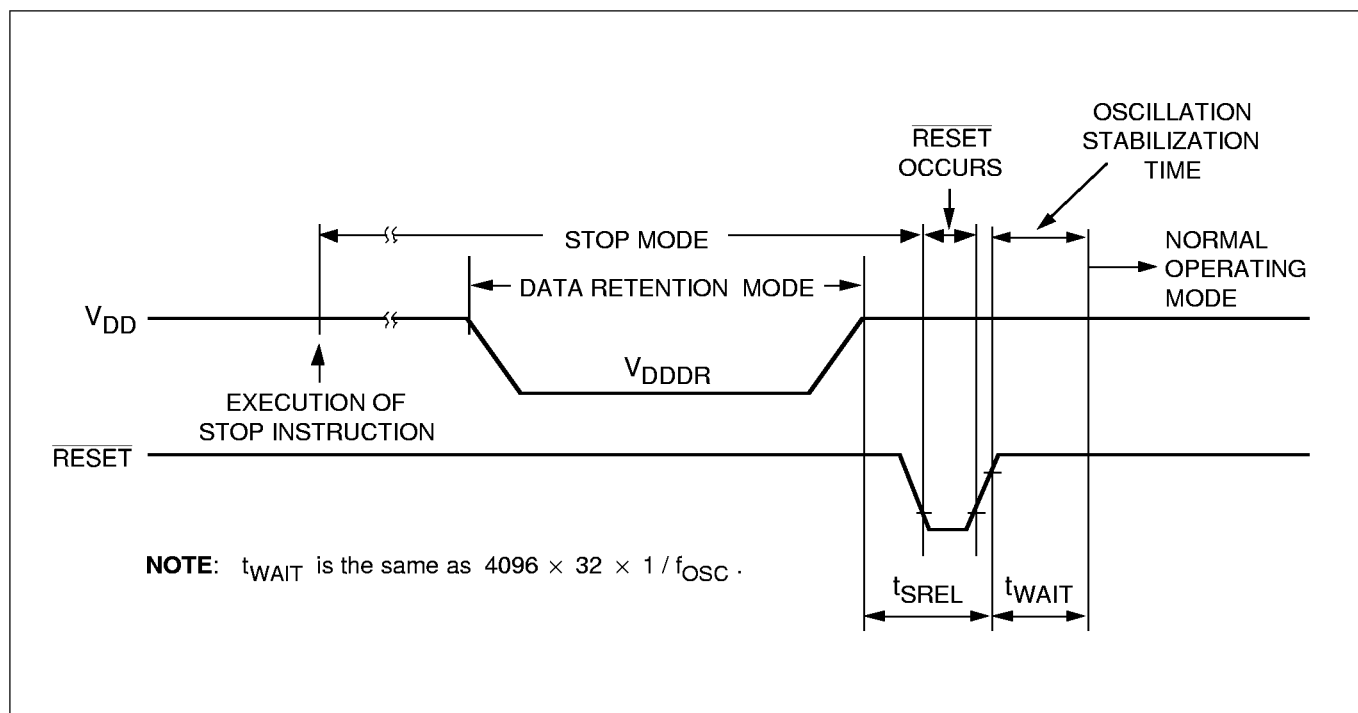 OSCILLATION
STABILIZATION
TIME
RESET
OCCURS
STOP MODE
NORMAL
OPERATING
MODE
DATA RETENTION MODE
VDD
VDDDR
EXECUTION OF
STOP INSTRUCTION
RESET
NOTE: tWAIT is the same as 4096 × 32 × 1 / fOSC .
tSREL
tWAIT